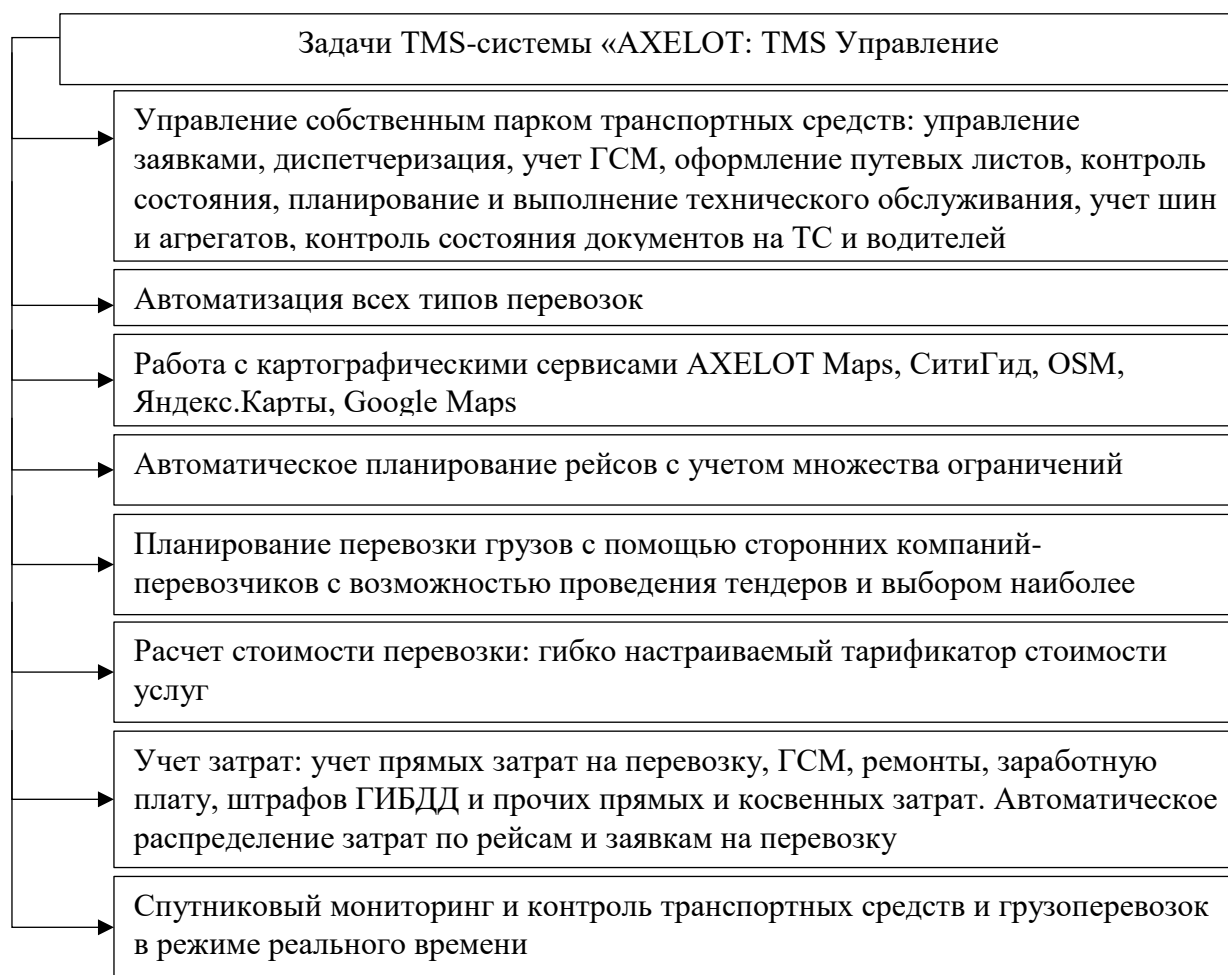 Задачи TMS-системы «AXELOT: TMS Управление
Управление собственным парком транспортных средств: управление
заявками, диспетчеризация, учет ГСМ, оформление путевых листов, контроль
состояния, планирование и выполнение технического обслуживания, учет шин
и агрегатов, контроль состояния документов на ТС и водителей
Автоматизация всех типов перевозок
Работа с картографическими сервисами AXELOT Maps, СитиГид, OSM,
Яндекс.Карты, Google Maps
Автоматическое планирование рейсов с учетом множества ограничений
Планирование перевозки грузов с помощью сторонних компаний-
перевозчиков с возможностью проведения тендеров и выбором наиболее
Расчет стоимости перевозки: гибко настраиваемый тарификатор стоимости
услуг
Учет затрат: учет прямых затрат на перевозку, ГСМ, ремонты, заработную
плату, штрафов ГИБДД и прочих прямых и косвенных затрат. Автоматическое
распределение затрат по рейсам и заявкам на перевозку
Спутниковый мониторинг и контроль транспортных средств и грузоперевозок
в режиме реального времени